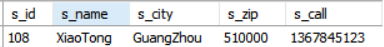 s_id s_name s_city s_zip s_call
108 XiaoTong GuangZhou 510000 1367845123